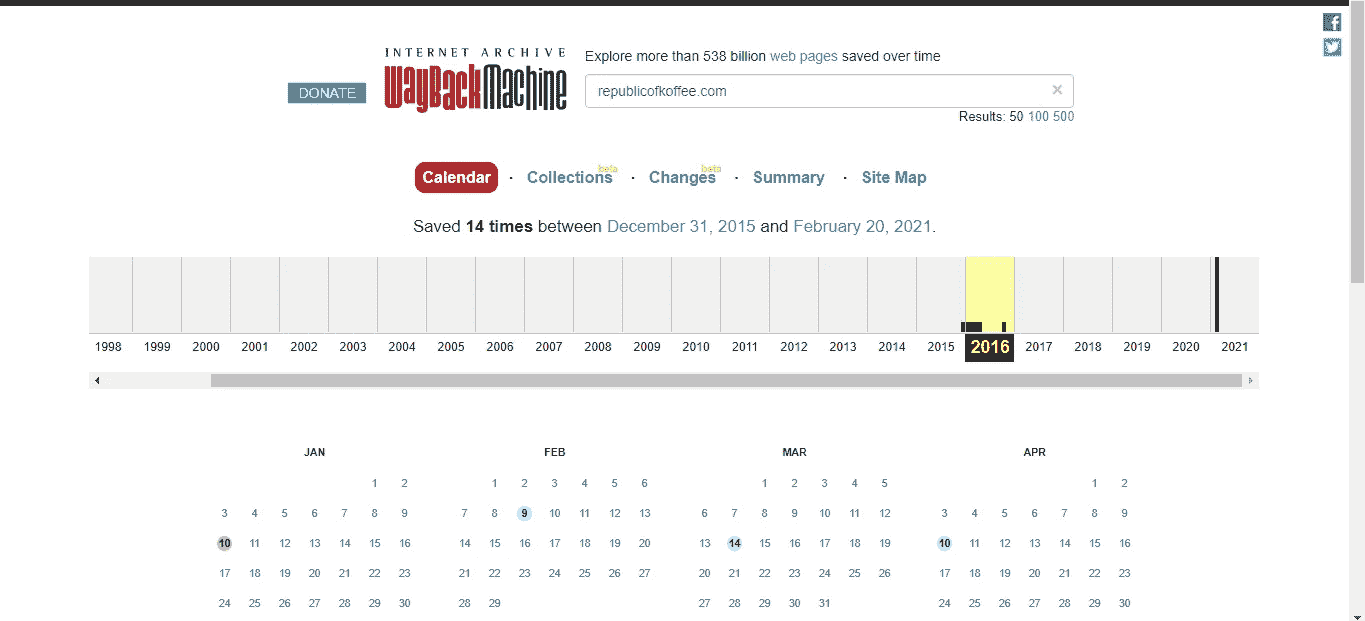 INTERNET ARCHIVE
WayBackMachine
DONATE
Explore more than 538 billion web pages saved over time
republicofkoffee.com
×
Results: 50 100 500
Calendar · Collections beta · Changes beta · Summary · Site Map
Saved 14 times between December 31, 2015 and February 20, 2021.
1998 1999 2000 2001 2002 2003 2004 2005 2006 2007 2008 2009 2010 2011 2012 2013 2014 2015 2016 2017 2018 2019 2020 2021
JAN
1 2
3 4 5 6 7 8 9
10 11 12 13 14 15 16
17 18 19 20 21 22 23
24 25 26 27 28 29 30
FEB
1 2 3 4 5 6
7 8 9 10 11 12 13
14 15 16 17 18 19 20
21 22 23 24 25 26 27
28 29
MAR
1 2 3 4 5
6 7 8 9 10 11 12
13 14 15 16 17 18 19
20 21 22 23 24 25 26
27 28 29 30 31
APR
1 2
3 4 5 6 7 8 9
10 11 12 13 14 15 16
17 18 19 20 21 22 23
24 25 26 27 28 29 30